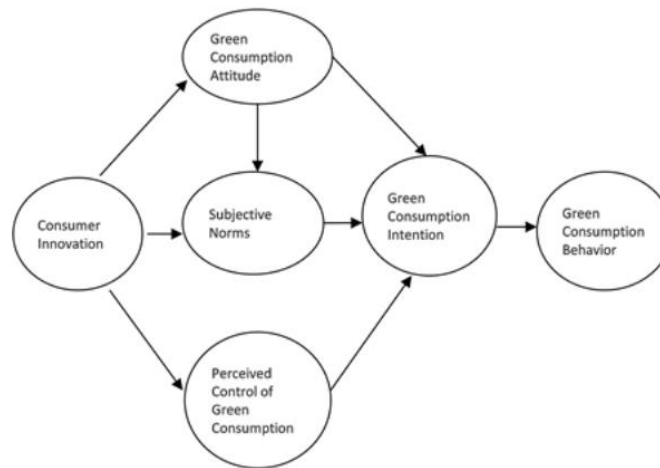 Green
Consumption
Attitude
Consumer
Innovation
Subjective
Norms
Green
Consumption
Intention
Green
Consumption
Behavior
Perceived
Control of
Green
Consumption